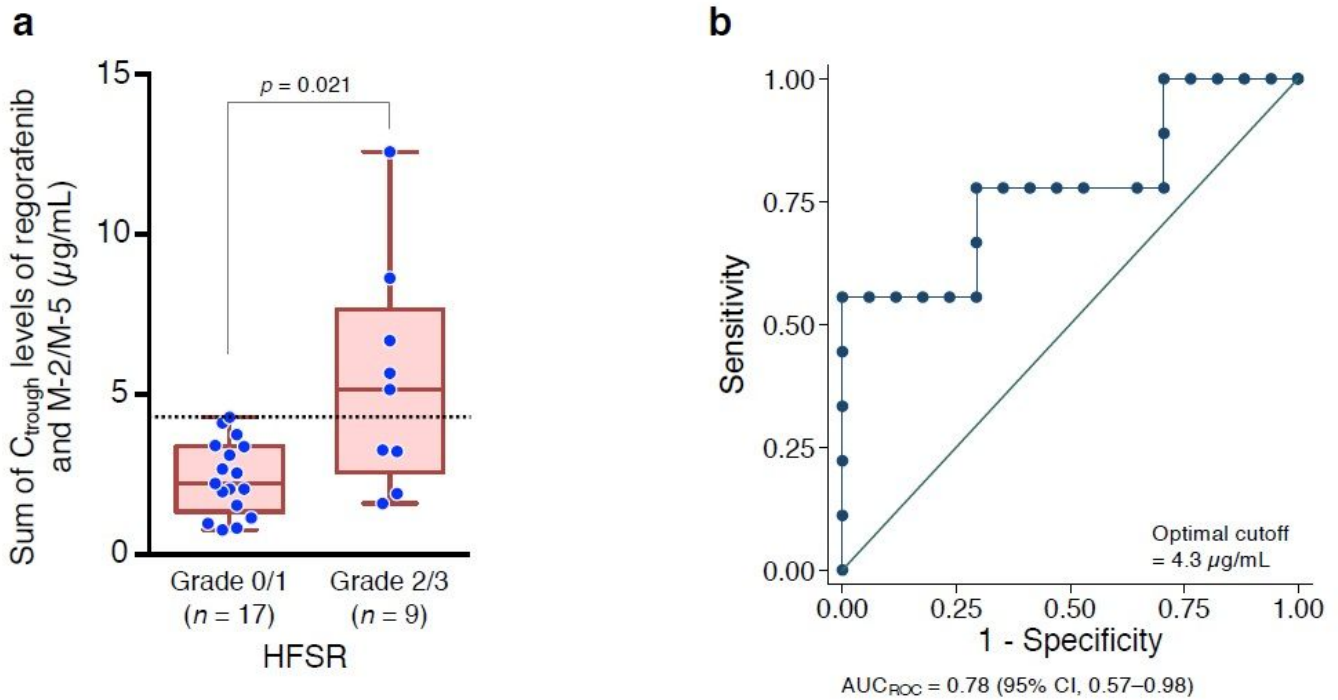 a
Sum of Ctrough levels of regorafenib
and M-2/M-5 (µg/mL)
15
10
5
0
p = 0.021
Grade 0/1
(n = 17)
Grade 2/3
(n = 9)
HFSR
b
Sensitivity
1.00
0.75
0.50
0.25
0.00
Optimal cutoff
= 4.3 µg/mL
0.00
0.25
0.50
0.75
1.00
1 - Specificity
AUCROC = 0.78 (95% CI, 0.57–0.98)